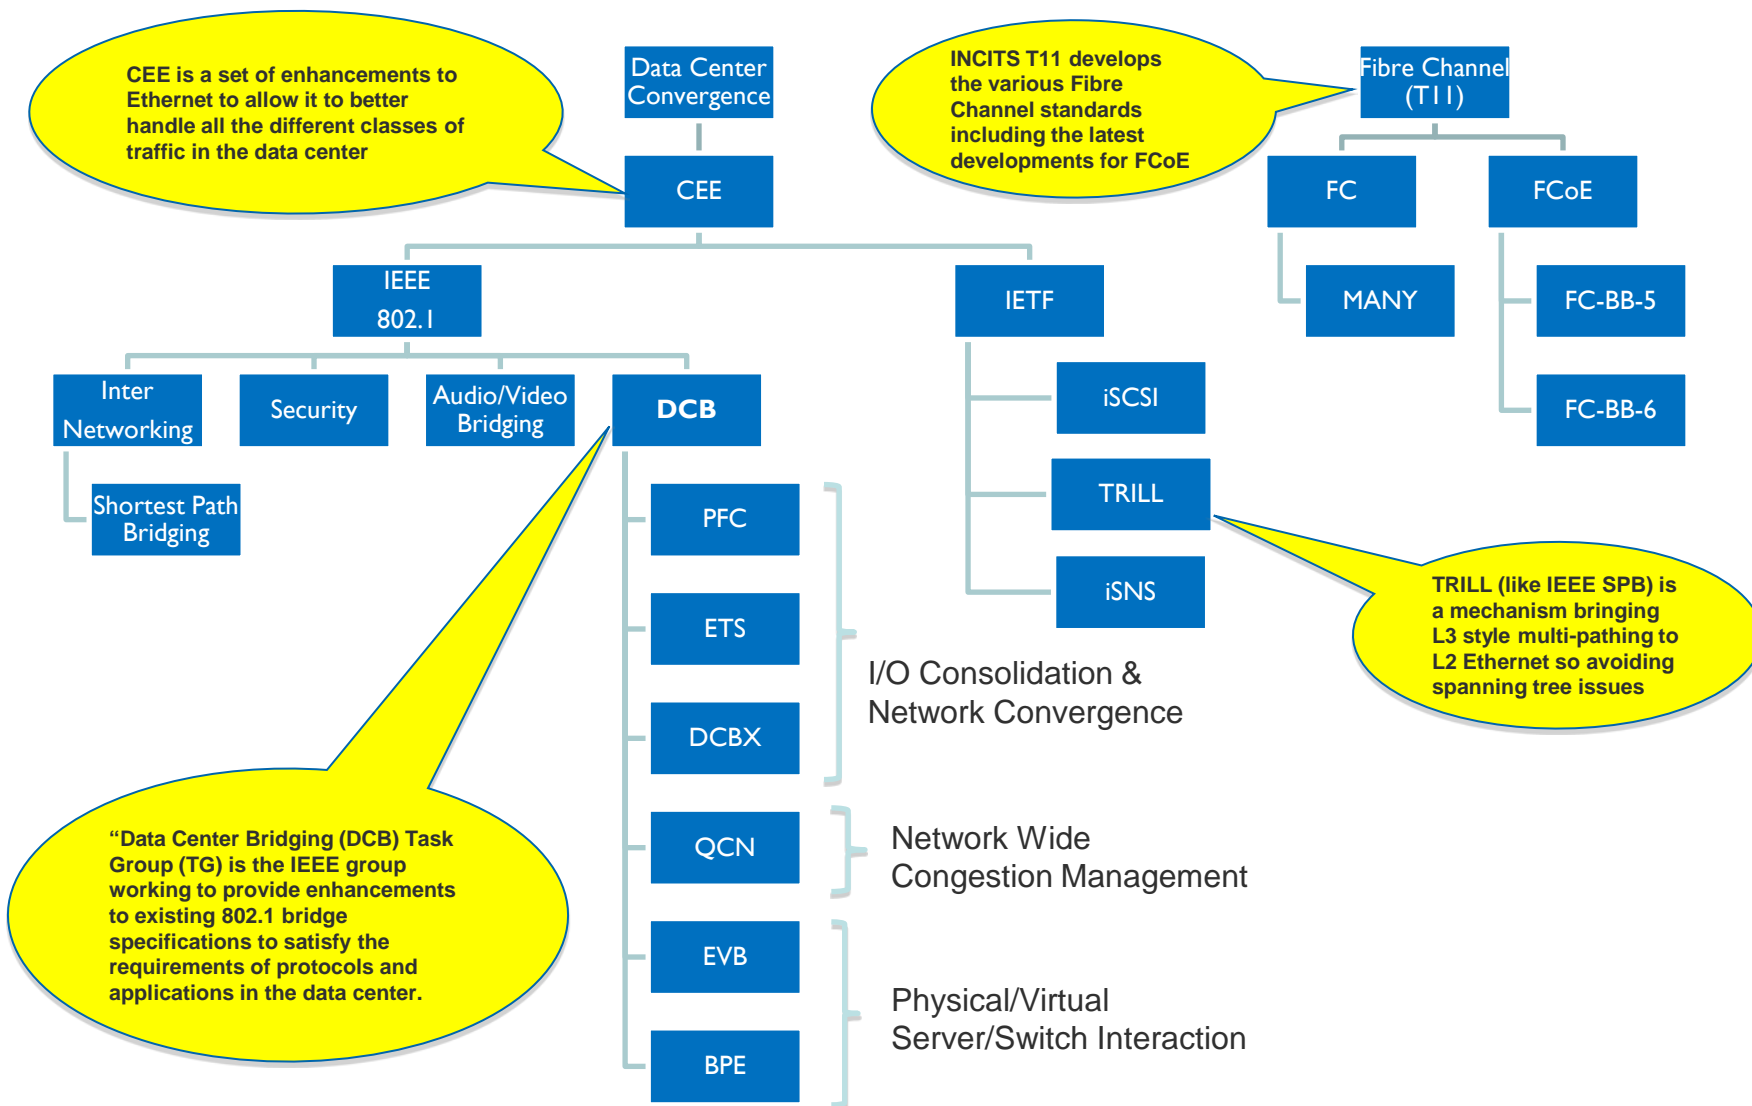 CEE is a set of enhancements to
Ethernet to allow it to better
handle all the different classes of
traffic in the data center
Data Center
Convergence
CEE
INCITS T11 develops
the various Fibre
Channel standards
including the latest
developments for FCoE
Fibre Channel
(T11)
FC
FCoE
MANY
FC-BB-5
FC-BB-6
IEEE
802.1
IETF
Inter
Networking
Security
Audio/Video
Bridging
DCB
Shortest Path
Bridging
iSCSI
TRILL
iSNS
TRILL (like IEEE SPB) is
a mechanism bringing
L3 style multi-pathing to
L2 Ethernet so avoiding
spanning tree issues
PFC
ETS
DCBX
I/O Consolidation &
Network Convergence
QCN
Network Wide
Congestion Management
EVB
BPE
Physical/Virtual
Server/Switch Interaction
“Data Center Bridging (DCB) Task
Group (TG) is the IEEE group
working to provide enhancements
to existing 802.1 bridge
specifications to satisfy the
requirements of protocols and
applications in the data center.